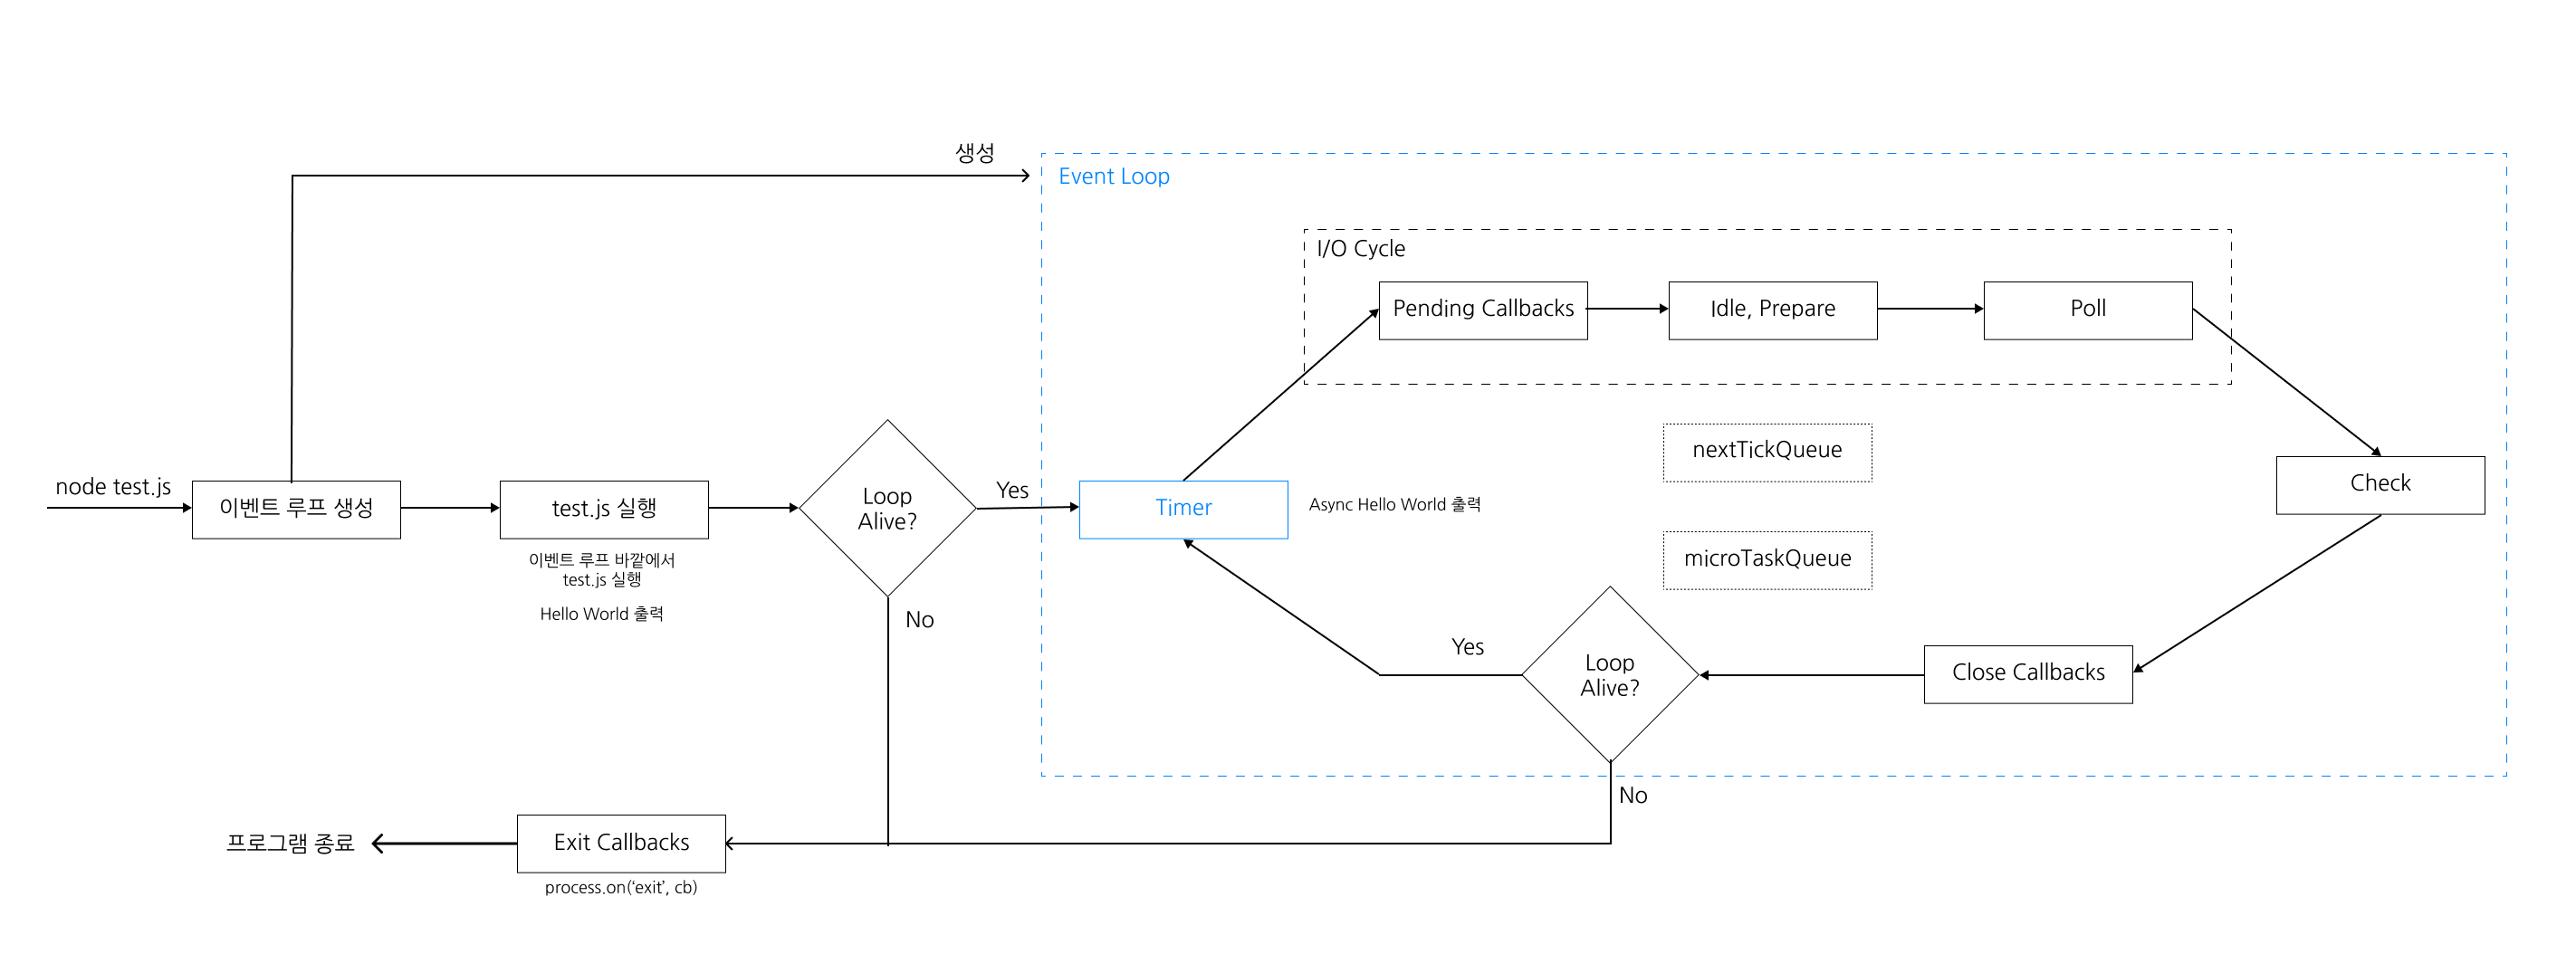 생성
Event Loop
I/O Cycle
Pending Callbacks
Idle, Prepare
Poll
nextTickQueue
Check
node test.js
이벤트 루프 생성
test.js 실행
Loop
Alive?
Yes
Timer
Async Hello World 출력
이벤트 루프 바깥에서
test.js 실행
Hello World 출력
microTaskQueue
No
Yes
Loop
Alive?
Close Callbacks
No
프로그램 종료
Exit Callbacks
process.on(‘exit’, cb)